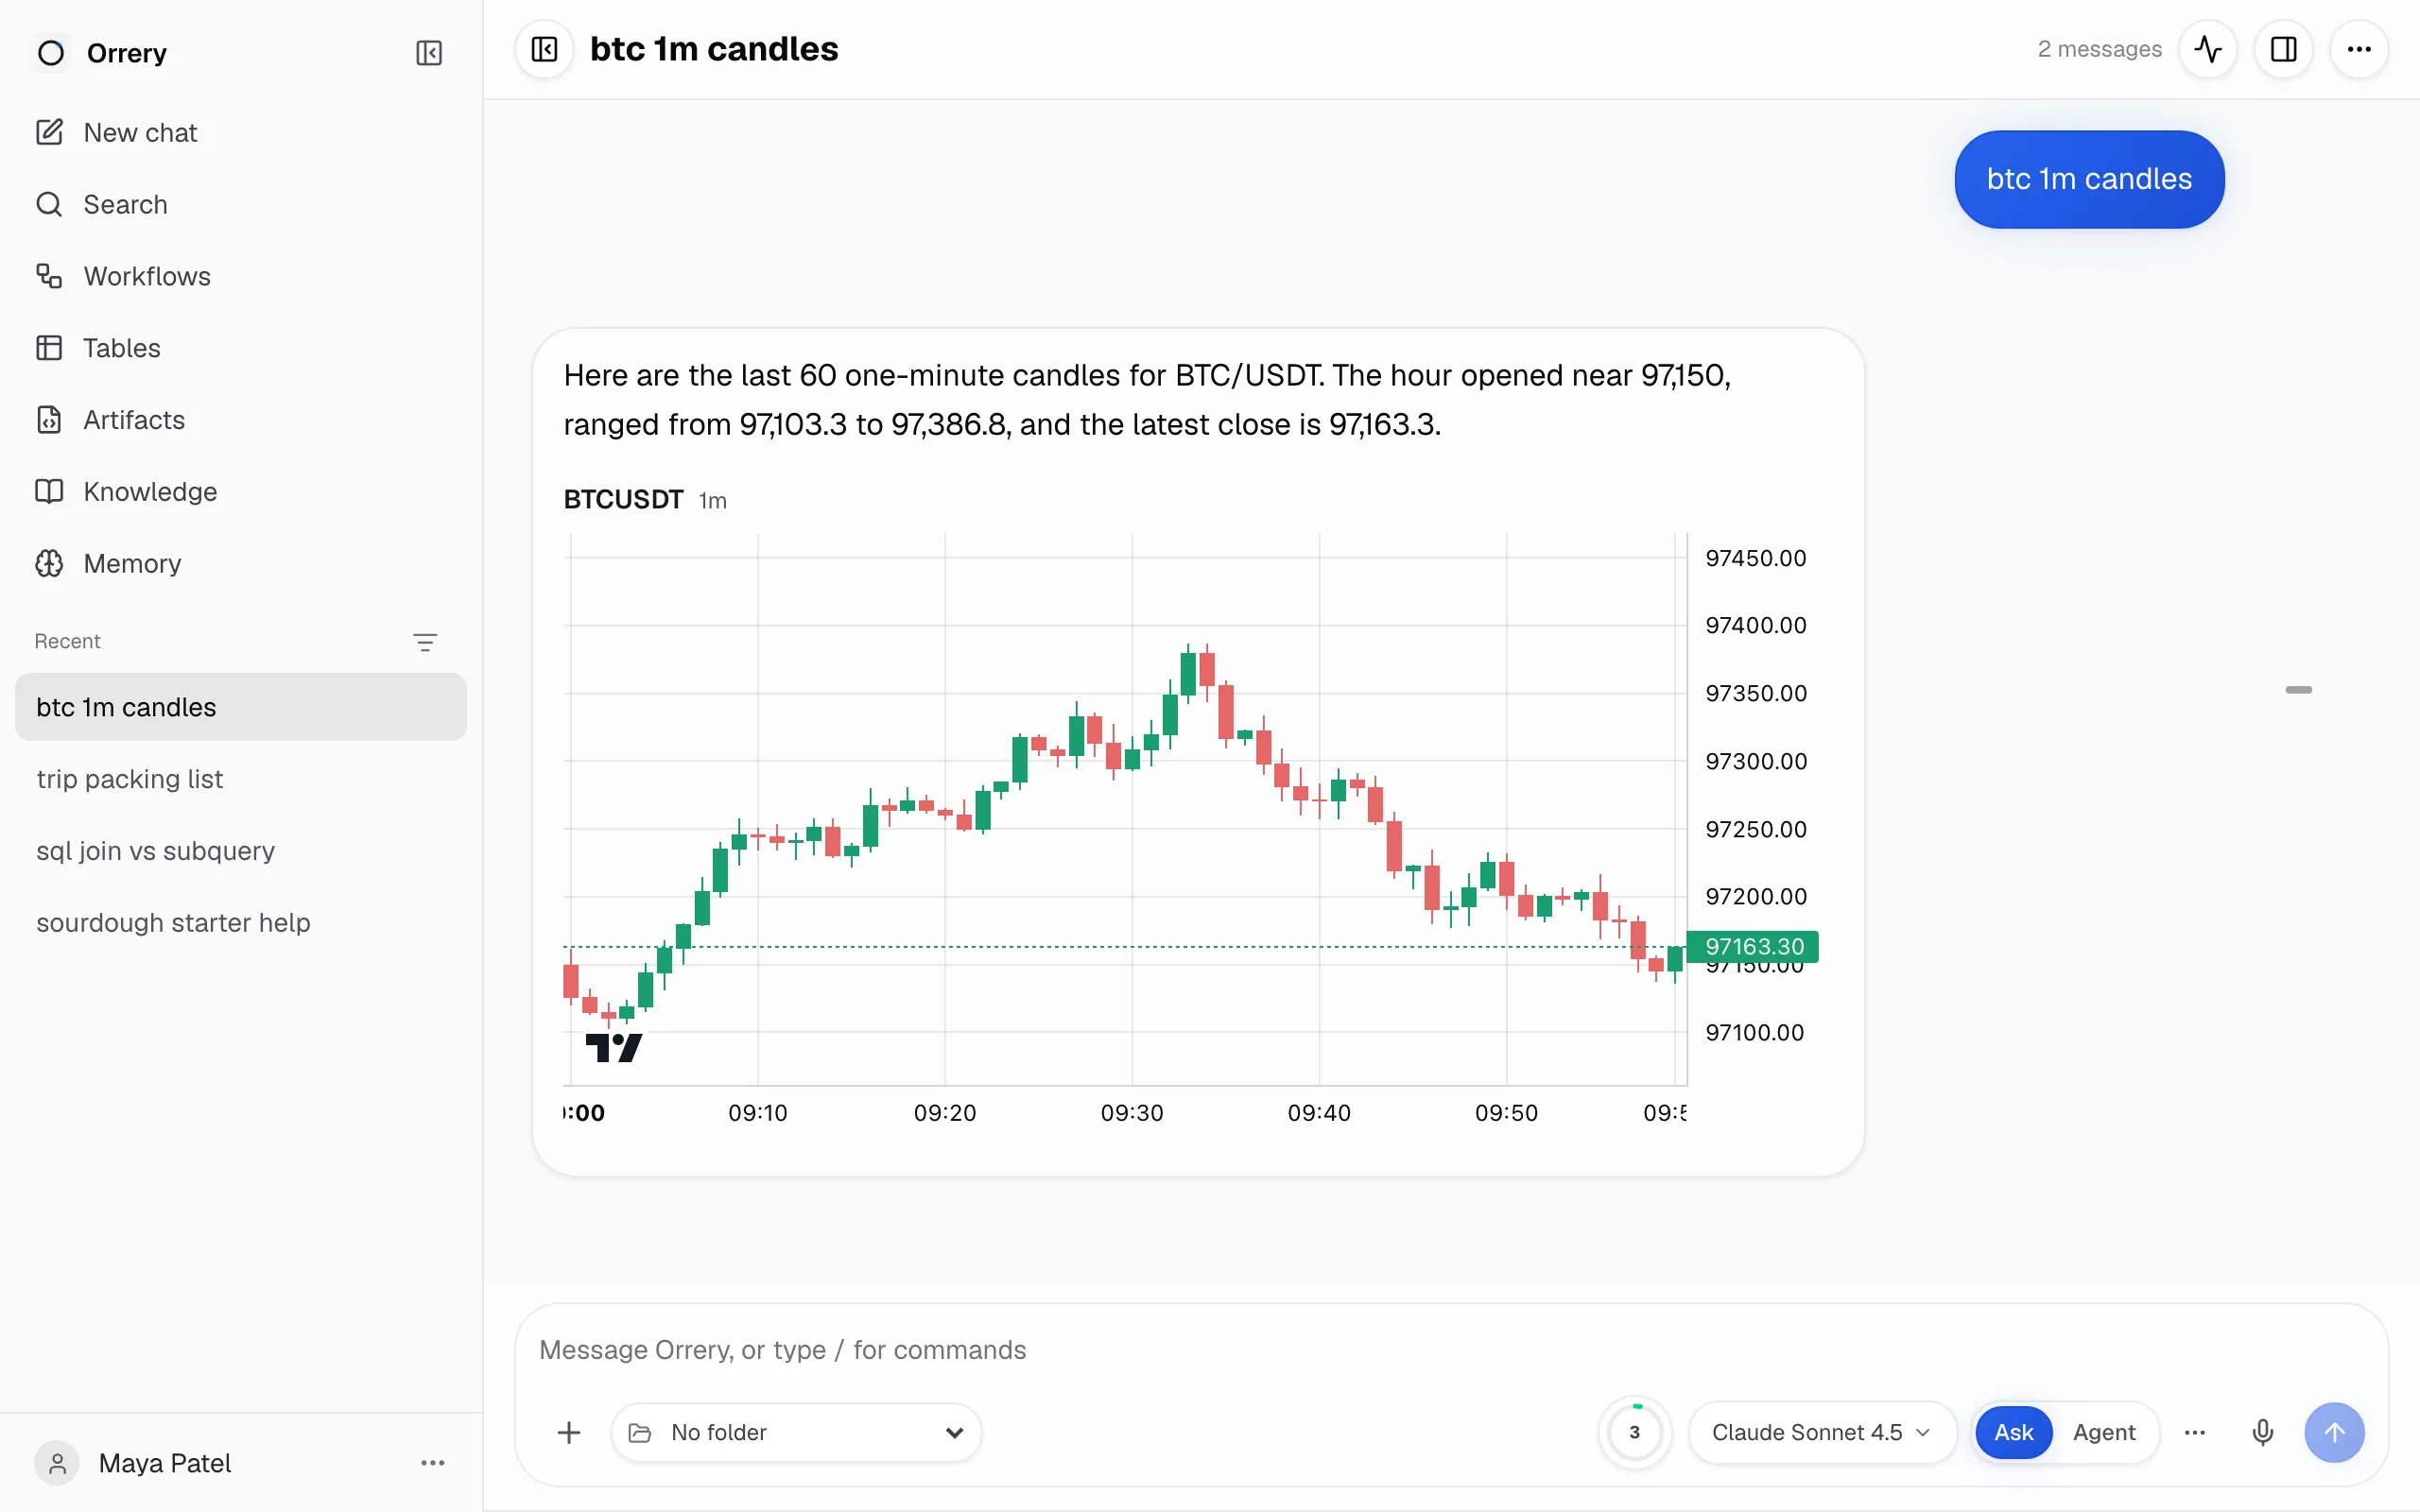 Orrery
New chat
Search
Workflows
Tables
Artifacts
Knowledge
Memory
Recent
btc 1m candles
trip packing list
sql join vs subquery
sourdough starter help
Maya Patel
btc 1m candles
2 messages
btc 1m candles
Here are the last 60 one-minute candles for BTC/USDT. The hour opened near 97,150,
ranged from 97,103.3 to 97,386.8, and the latest close is 97,163.3.
BTCUSDT 1m
97450.00
97400.00
97350.00
97300.00
97250.00
97200.00
97163.30
97150.00
97100.00
:00 09:10 09:20 09:30 09:40 09:50 09:5
Message Orrery, or type / for commands
No folder
3
Claude Sonnet 4.5
Ask
Agent